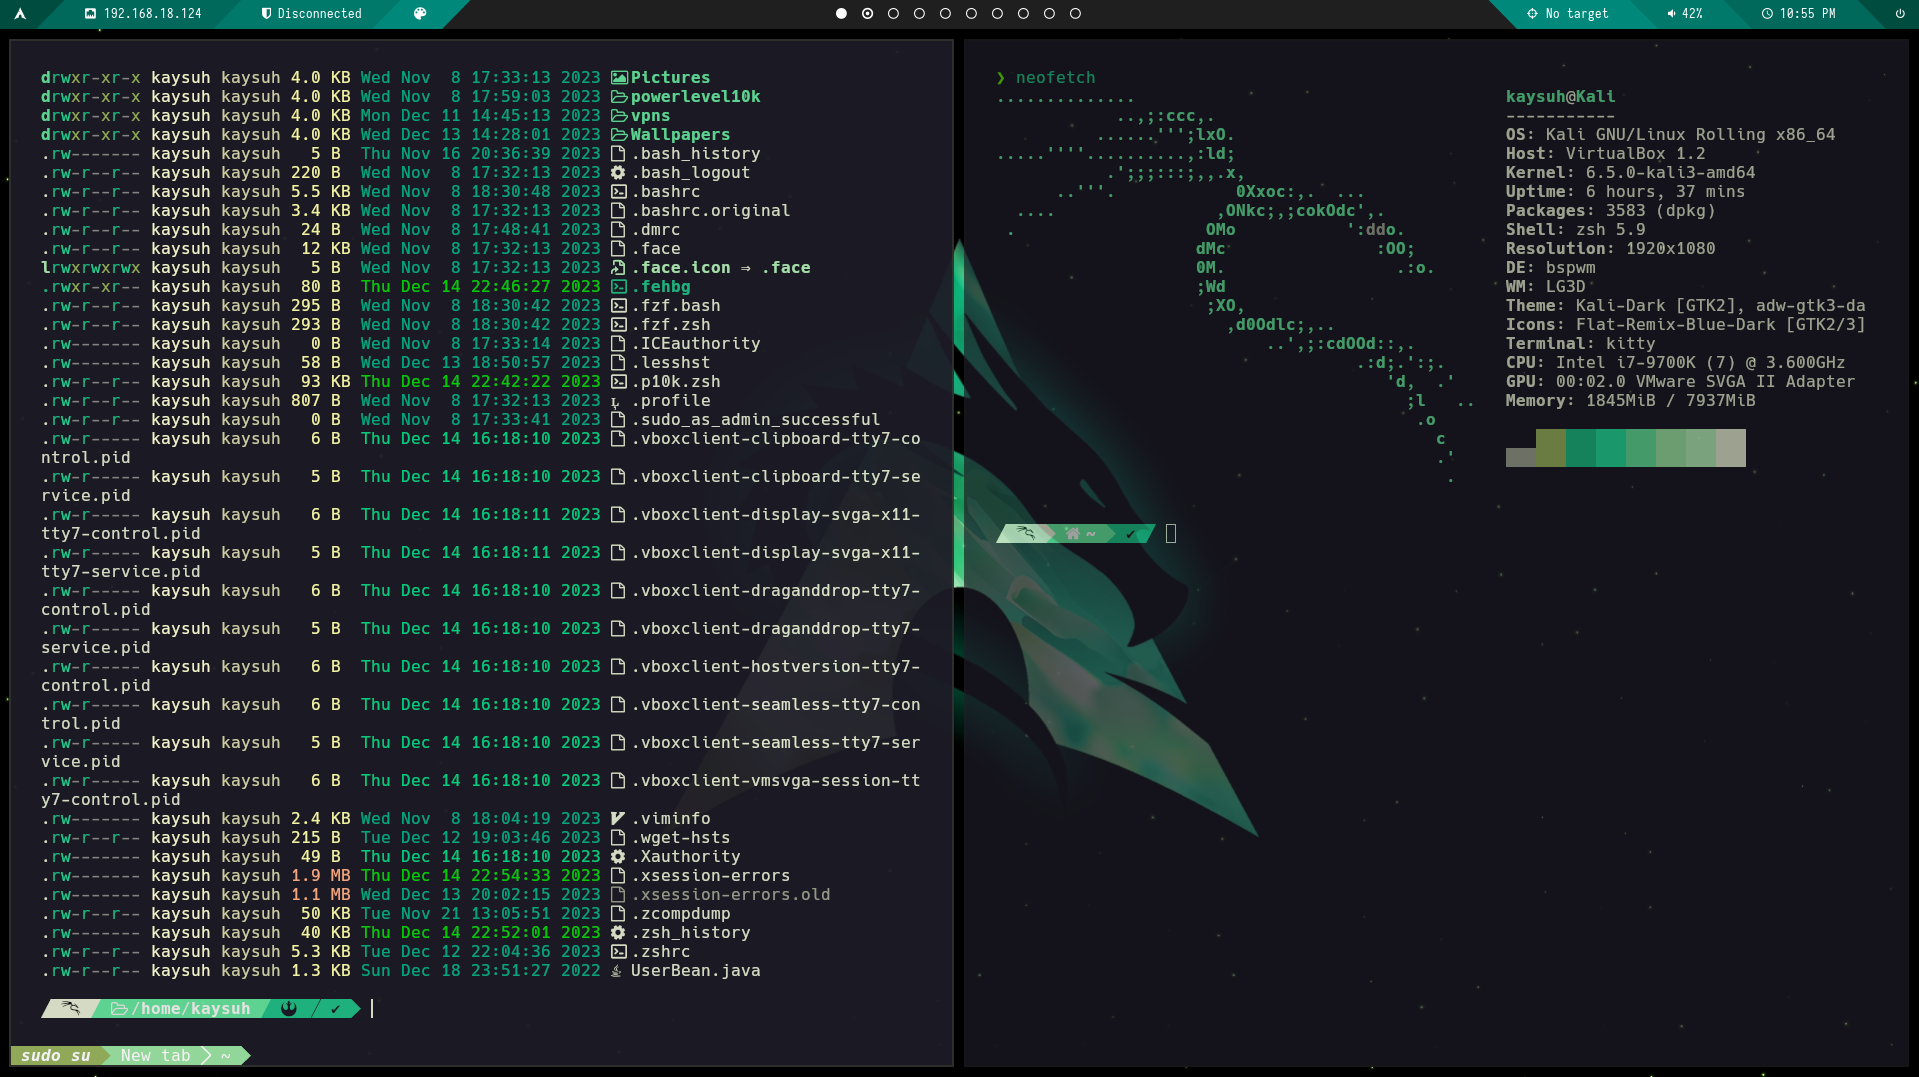 192.168.18.124 Disconnected No target 42% 10:55 PM
drwxr-xr-x kaysuh kaysuh 4.0 KB Wed Nov  8 17:33:13 2023 Pictures
drwxr-xr-x kaysuh kaysuh 4.0 KB Wed Nov  8 17:59:03 2023 powerlevel10k
drwxr-xr-x kaysuh kaysuh 4.0 KB Mon Dec 11 14:45:13 2023 vpns
drwxr-xr-x kaysuh kaysuh 4.0 KB Wed Dec 13 14:28:01 2023 Wallpapers
.rw------- kaysuh kaysuh   5 B  Thu Nov 16 20:36:39 2023 .bash_history
.rw-r--r-- kaysuh kaysuh 220 B  Wed Nov  8 17:32:13 2023 .bash_logout
.rw-r--r-- kaysuh kaysuh 5.5 KB Wed Nov  8 18:30:48 2023 .bashrc
.rw-r--r-- kaysuh kaysuh 3.4 KB Wed Nov  8 17:32:13 2023 .bashrc.original
.rw-r--r-- kaysuh kaysuh  24 B  Wed Nov  8 17:48:41 2023 .dmrc
.rw-r--r-- kaysuh kaysuh  12 KB Wed Nov  8 17:32:13 2023 .face
lrwxrwxrwx kaysuh kaysuh   5 B  Wed Nov  8 17:32:13 2023 .face.icon ⇒ .face
.rwxr-xr-- kaysuh kaysuh  80 B  Thu Dec 14 22:46:27 2023 .fehbg
.rw-r--r-- kaysuh kaysuh 295 B  Wed Nov  8 18:30:42 2023 .fzf.bash
.rw-r--r-- kaysuh kaysuh 293 B  Wed Nov  8 18:30:42 2023 .fzf.zsh
.rw------- kaysuh kaysuh   0 B  Wed Nov  8 17:33:14 2023 .ICEauthority
.rw------- kaysuh kaysuh  58 B  Wed Dec 13 18:50:57 2023 .lesshst
.rw-r--r-- kaysuh kaysuh  93 KB Thu Dec 14 22:42:22 2023 .p10k.zsh
.rw-r--r-- kaysuh kaysuh 807 B  Wed Nov  8 17:32:13 2023 .profile
.rw-r--r-- kaysuh kaysuh   0 B  Wed Nov  8 17:33:41 2023 .sudo_as_admin_successful
.rw-r----- kaysuh kaysuh   6 B  Thu Dec 14 16:18:10 2023 .vboxclient-clipboard-tty7-co
ntrol.pid
.rw-r----- kaysuh kaysuh   5 B  Thu Dec 14 16:18:10 2023 .vboxclient-clipboard-tty7-se
rvice.pid
.rw-r----- kaysuh kaysuh   6 B  Thu Dec 14 16:18:11 2023 .vboxclient-display-svga-x11-
tty7-control.pid
.rw-r----- kaysuh kaysuh   5 B  Thu Dec 14 16:18:11 2023 .vboxclient-display-svga-x11-
tty7-service.pid
.rw-r----- kaysuh kaysuh   6 B  Thu Dec 14 16:18:10 2023 .vboxclient-draganddrop-tty7-
control.pid
.rw-r----- kaysuh kaysuh   5 B  Thu Dec 14 16:18:10 2023 .vboxclient-draganddrop-tty7-
service.pid
.rw-r----- kaysuh kaysuh   6 B  Thu Dec 14 16:18:10 2023 .vboxclient-hostversion-tty7-
control.pid
.rw-r----- kaysuh kaysuh   6 B  Thu Dec 14 16:18:10 2023 .vboxclient-seamless-tty7-con
trol.pid
.rw-r----- kaysuh kaysuh   5 B  Thu Dec 14 16:18:10 2023 .vboxclient-seamless-tty7-ser
vice.pid
.rw-r----- kaysuh kaysuh   6 B  Thu Dec 14 16:18:10 2023 .vboxclient-vmsvga-session-tt
y7-control.pid
.rw------- kaysuh kaysuh 2.4 KB Wed Nov  8 18:04:19 2023 .viminfo
.rw-r--r-- kaysuh kaysuh 215 B  Tue Dec 12 19:03:46 2023 .wget-hsts
.rw------- kaysuh kaysuh  49 B  Thu Dec 14 16:18:10 2023 .Xauthority
.rw------- kaysuh kaysuh 1.9 MB Thu Dec 14 22:54:33 2023 .xsession-errors
.rw------- kaysuh kaysuh 1.1 MB Wed Dec 13 20:02:15 2023 .xsession-errors.old
.rw-r--r-- kaysuh kaysuh  50 KB Tue Nov 21 13:05:51 2023 .zcompdump
.rw------- kaysuh kaysuh  40 KB Thu Dec 14 22:52:01 2023 .zsh_history
.rw-r--r-- kaysuh kaysuh 5.3 KB Tue Dec 12 22:04:36 2023 .zshrc
.rw-r--r-- kaysuh kaysuh 1.3 KB Sun Dec 18 23:51:27 2022 UserBean.java
/home/kaysuh ✔
sudo su New tab ~
❯ neofetch
..............
..,;:ccc,.
......''';lxO.
.....''''..........,:ld;
.';;;:::;,,.x,
..'''. 0Xxoc:,. ...
.... ,ONkc;,;cokOdc',.
. OMo ':ddo.
dMc :OO;
0M. .:o.
;Wd
;XO,
,d0Odlc;,..
..',;:cdOOd::,.
.:d;.':;.
'd, .'
;l ..
.o
c
.'
.
kaysuh@Kali
-----------
OS: Kali GNU/Linux Rolling x86_64
Host: VirtualBox 1.2
Kernel: 6.5.0-kali3-amd64
Uptime: 6 hours, 37 mins
Packages: 3583 (dpkg)
Shell: zsh 5.9
Resolution: 1920x1080
DE: bspwm
WM: LG3D
Theme: Kali-Dark [GTK2], adw-gtk3-da
Icons: Flat-Remix-Blue-Dark [GTK2/3]
Terminal: kitty
CPU: Intel i7-9700K (7) @ 3.600GHz
GPU: 00:02.0 VMware SVGA II Adapter
Memory: 1845MiB / 7937MiB
~ ✔